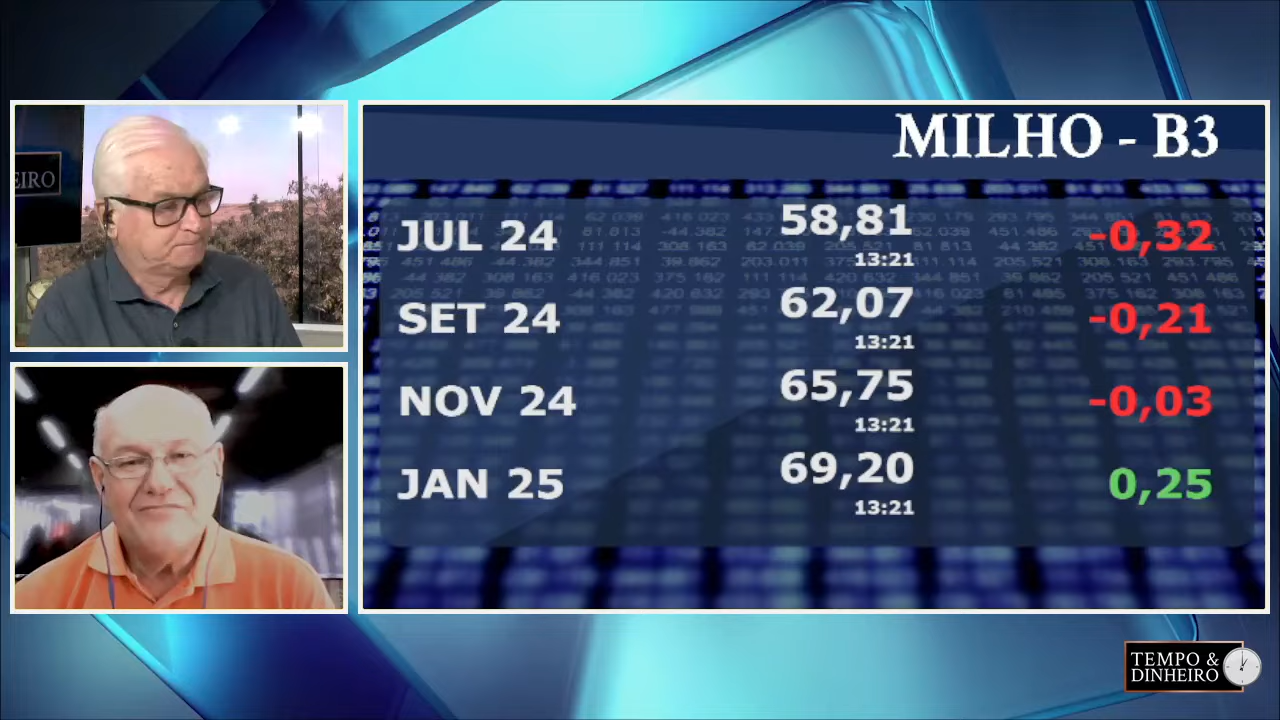 EIRO
MILHO - B3
JUL 24 58,81 -0,32
13:21
SET 24 62,07 -0,21
13:21
NOV 24 65,75 -0,03
13:21
JAN 25 69,20 0,25
13:21
TEMPO &
DINHEIRO